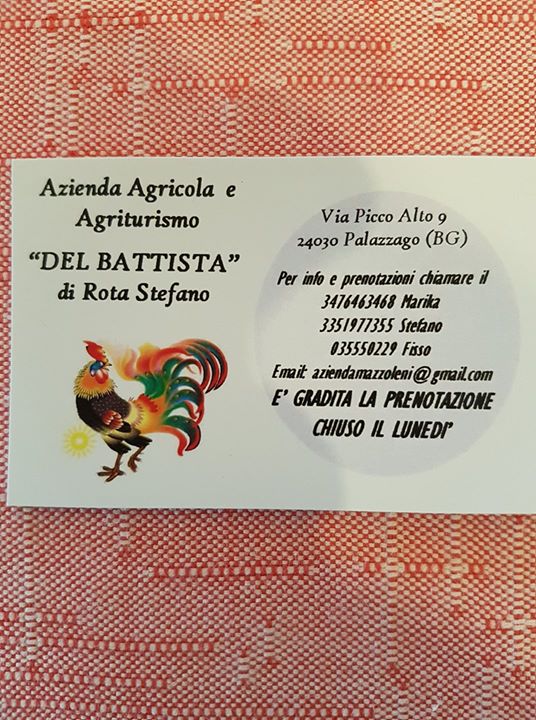 Azienda Agricola e
Agriturismo
“DEL BATTISTA”
di Rota Stefano
Via Picco Alto 9
24030 Palazzago (BG)
Per info e prenotazioni chiamare il
3476463468 Marika
3351977355 Stefano
035550229 Fisso
Email: aziendamazzoleni@gmail.com
E' GRADITA LA PRENOTAZIONE
CHIUSO IL LUNEDI'